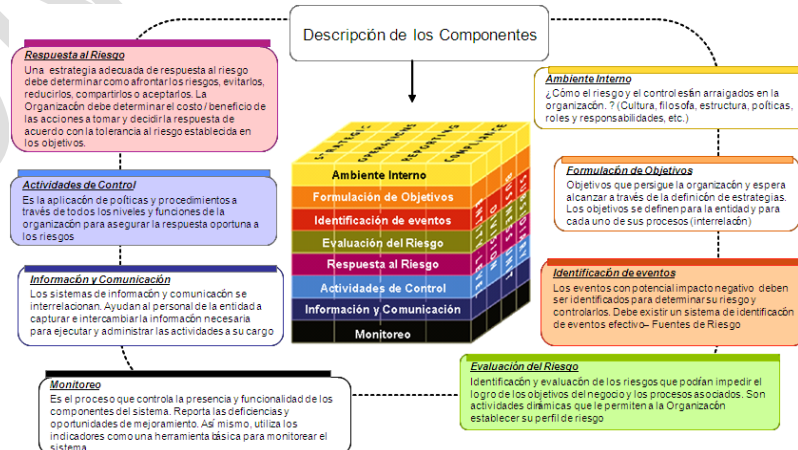 Descripción de los Componentes
Respuesta al Riesgo
Una estrategia adecuada de respuesta al riesgo
debe determinar como afrontar los riesgos, evitarlos,
reducirlos, compartirlos o aceptarlos. La
Organización debe determinar el costo / beneficio de
las acciones a tomar y decidir la respuesta de
acuerdo con la tolerancia al riesgo establecida en
los objetivos.
Actividades de Control
Es la aplicación de políticas y procedimientos a
través de todos los niveles y funciones de la
organización para asegurar la respuesta oportuna a
los riesgos
Información y Comunicación
Los sistemas de información y comunicación se
interrelacionan. Ayudan al personal de la entidad a
capturar e intercambiar la información necesaria
para ejecutar y administrar las actividades a su cargo
Monitoreo
Es el proceso que controla la presencia y funcionalidad de los
componentes del sistema. Reporta las deficiencias y
oportunidades de mejoramiento. Así mismo, utiliza los
indicadores como una herramienta básica para monitorear el
sistema
STRATEGIC
OPERATIONS
REPORTING
COMPLIANCE
Ambiente Interno
Formulación de Objetivos
Identificación de eventos
Evaluación del Riesgo
Respuesta al Riesgo
Actividades de Control
Información y Comunicación
Monitoreo
Ambiente Interno
¿Cómo el riesgo y el control están arraigados en la
organización. ? (Cultura, filosofa, estructura, políticas,
roles y responsabilidades, etc.)
Formulación de Objetivos
Objetivos que persigue la organización y espera
alcanzar a través de la definición de estrategias.
Los objetivos se definen para la entidad y para
cada uno de sus procesos (interrelación)
Identificación de eventos
Los eventos con potencial impacto negativo deben
ser identificados para determinar su riesgo y
controlarlos. Debe existir un sistema de identificación
de eventos efectivo– Fuentes de Riesgo
Evaluación del Riesgo
Identificación y evaluación de los riesgos que podían impedir el
logro de los objetivos del negocio y los procesos asociados. Son
actividades dinámicas que le permiten a la Organización
establecer su perfil de riesgo